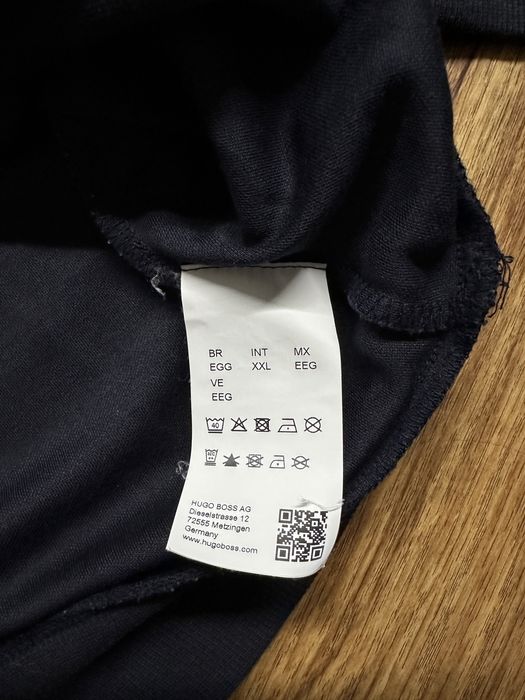 BR INT MX
EGG XXL EEG
VE
EEG
40
HUGO BOSS AG
Dieselstrasse 12
72555 Metzingen
Germany
www.hugoboss.com